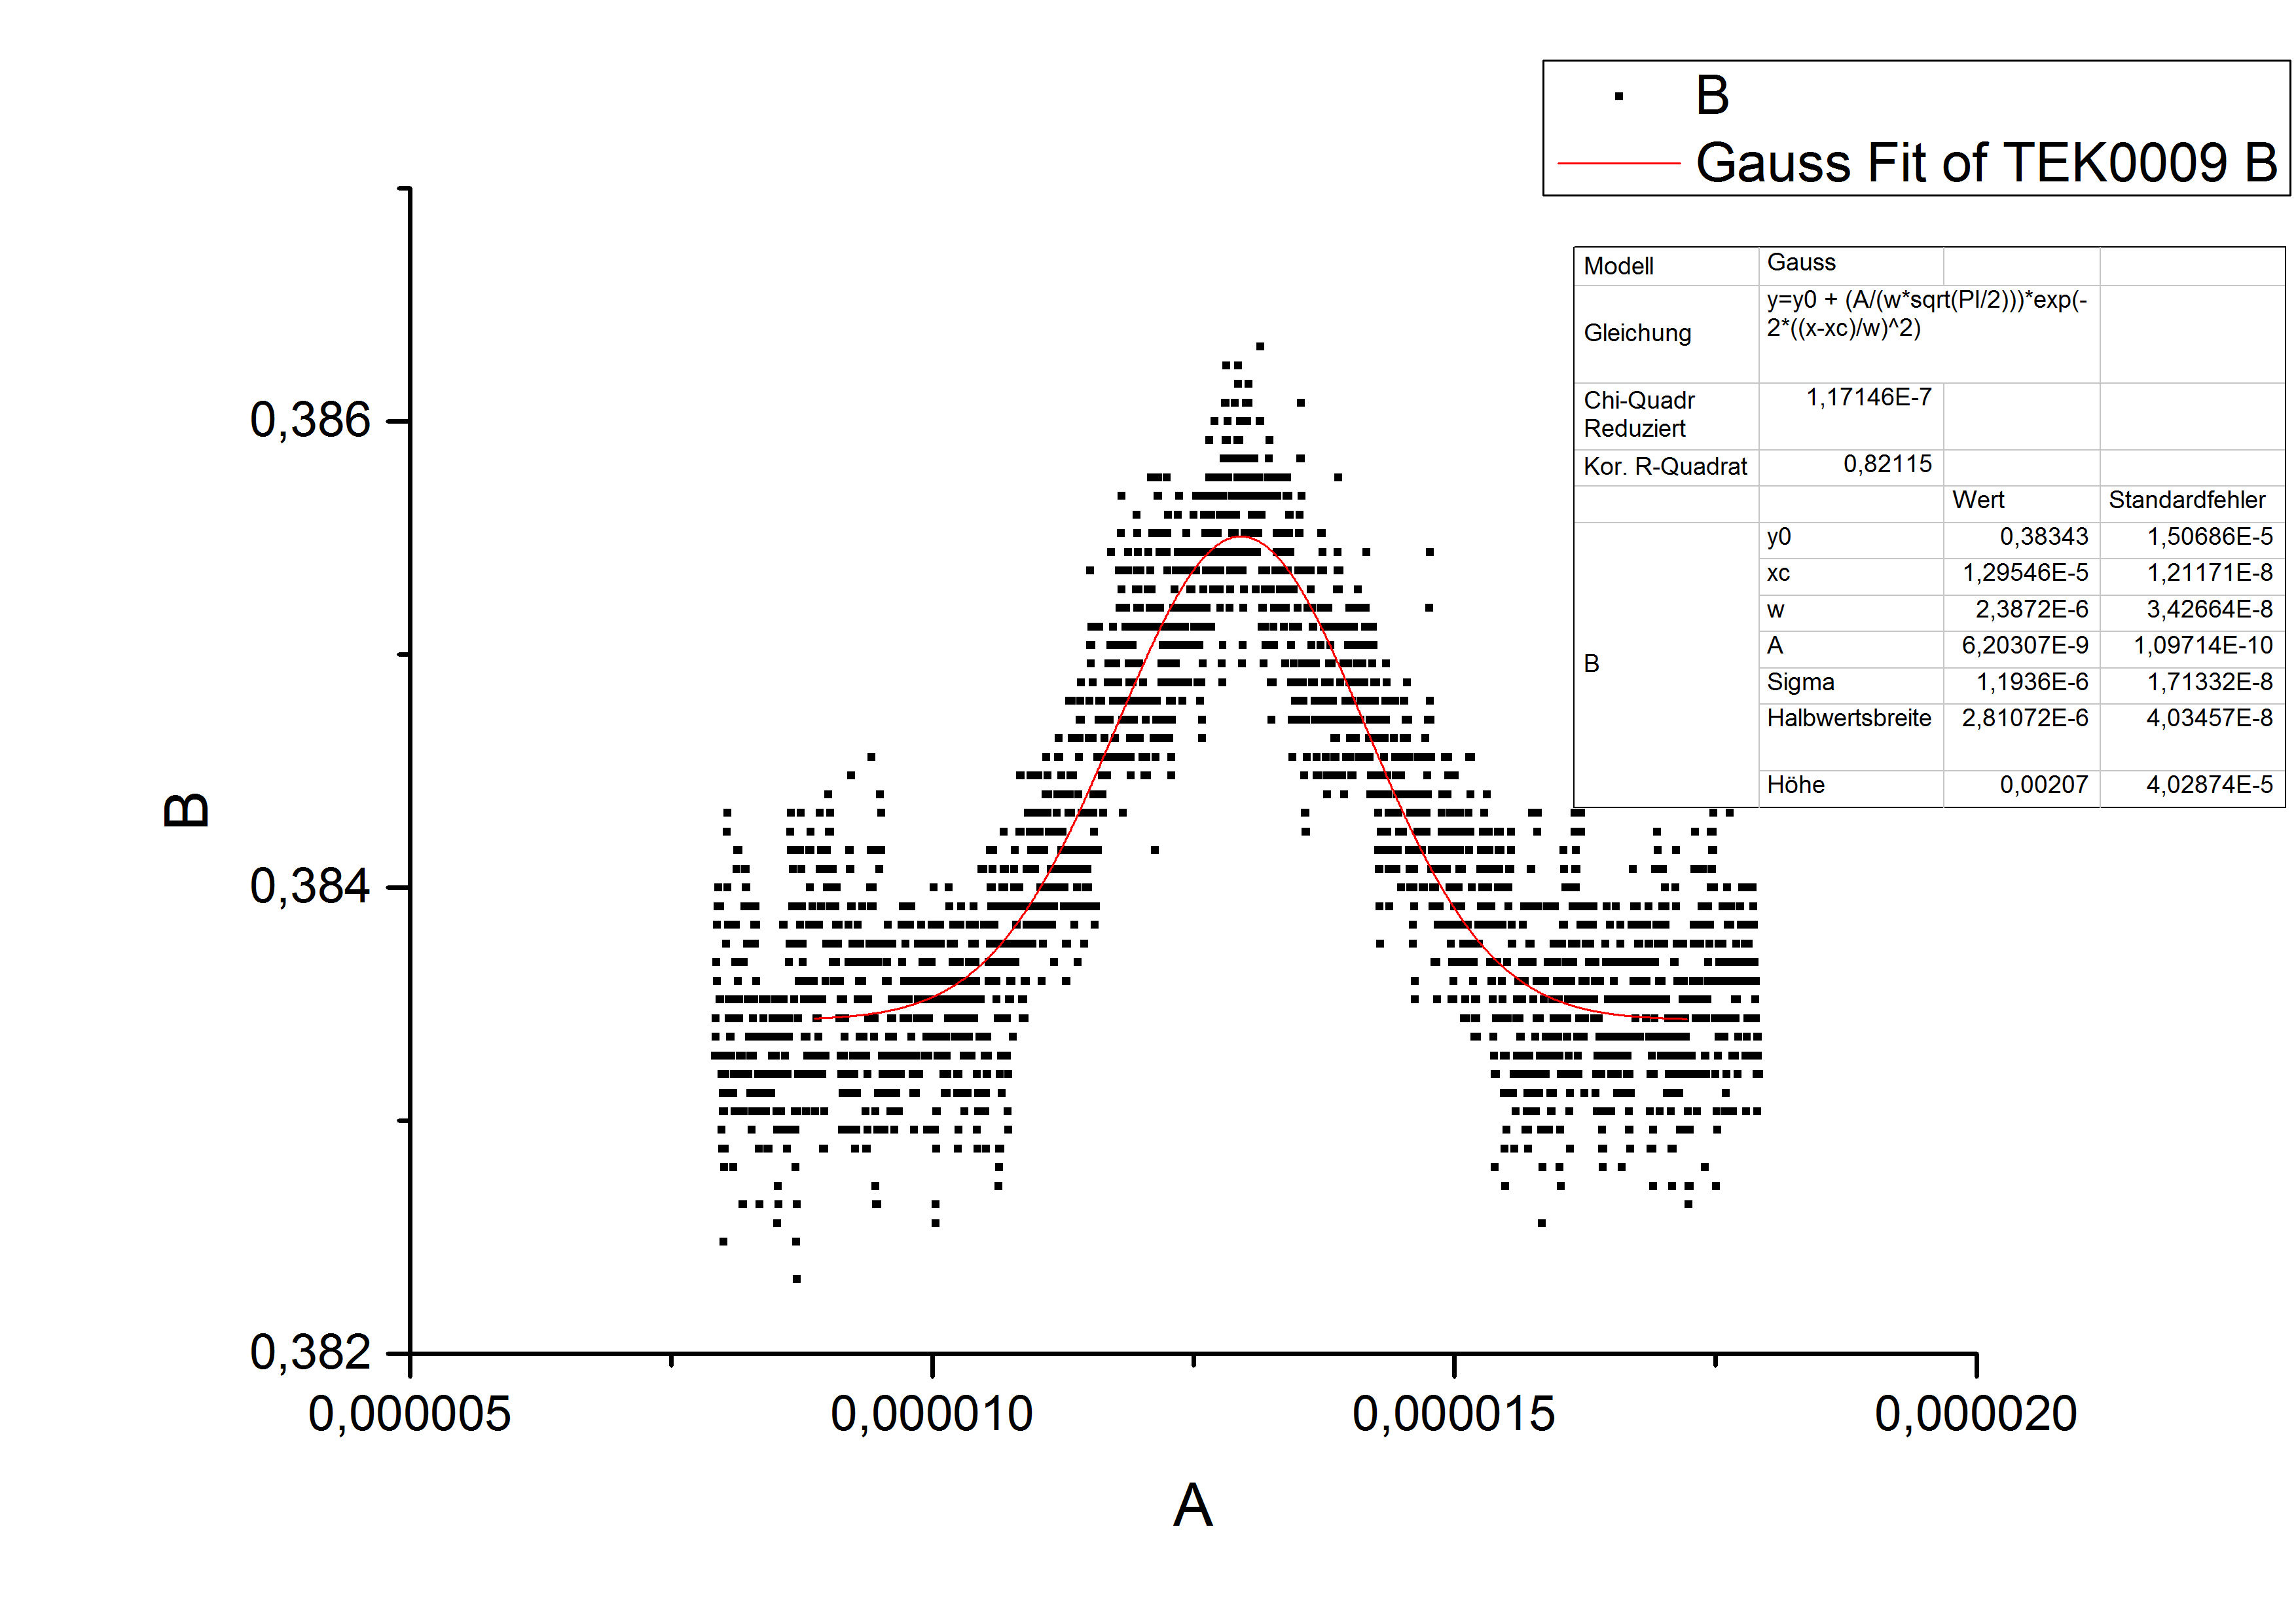 B
Gauss Fit of TEK0009 B
Modell Gauss
Gleichung y=y0 + (A/(w*sqrt(PI/2)))*exp(-
2*((x-xc)/w)^2)
Chi-Quadr
Reduziert 1,17146E-7
Kor. R-Quadrat 0,82115
Wert Standardfehler
B
y0 0,38343 1,50686E-5
xc 1,29546E-5 1,21171E-8
w 2,3872E-6 3,42664E-8
A 6,20307E-9 1,09714E-10
Sigma 1,1936E-6 1,71332E-8
Halbwertsbreite 2,81072E-6 4,03457E-8
Höhe 0,00207 4,02874E-5
0,386
0,384
0,382
B
0,000005 0,000010 0,000015 0,000020
A